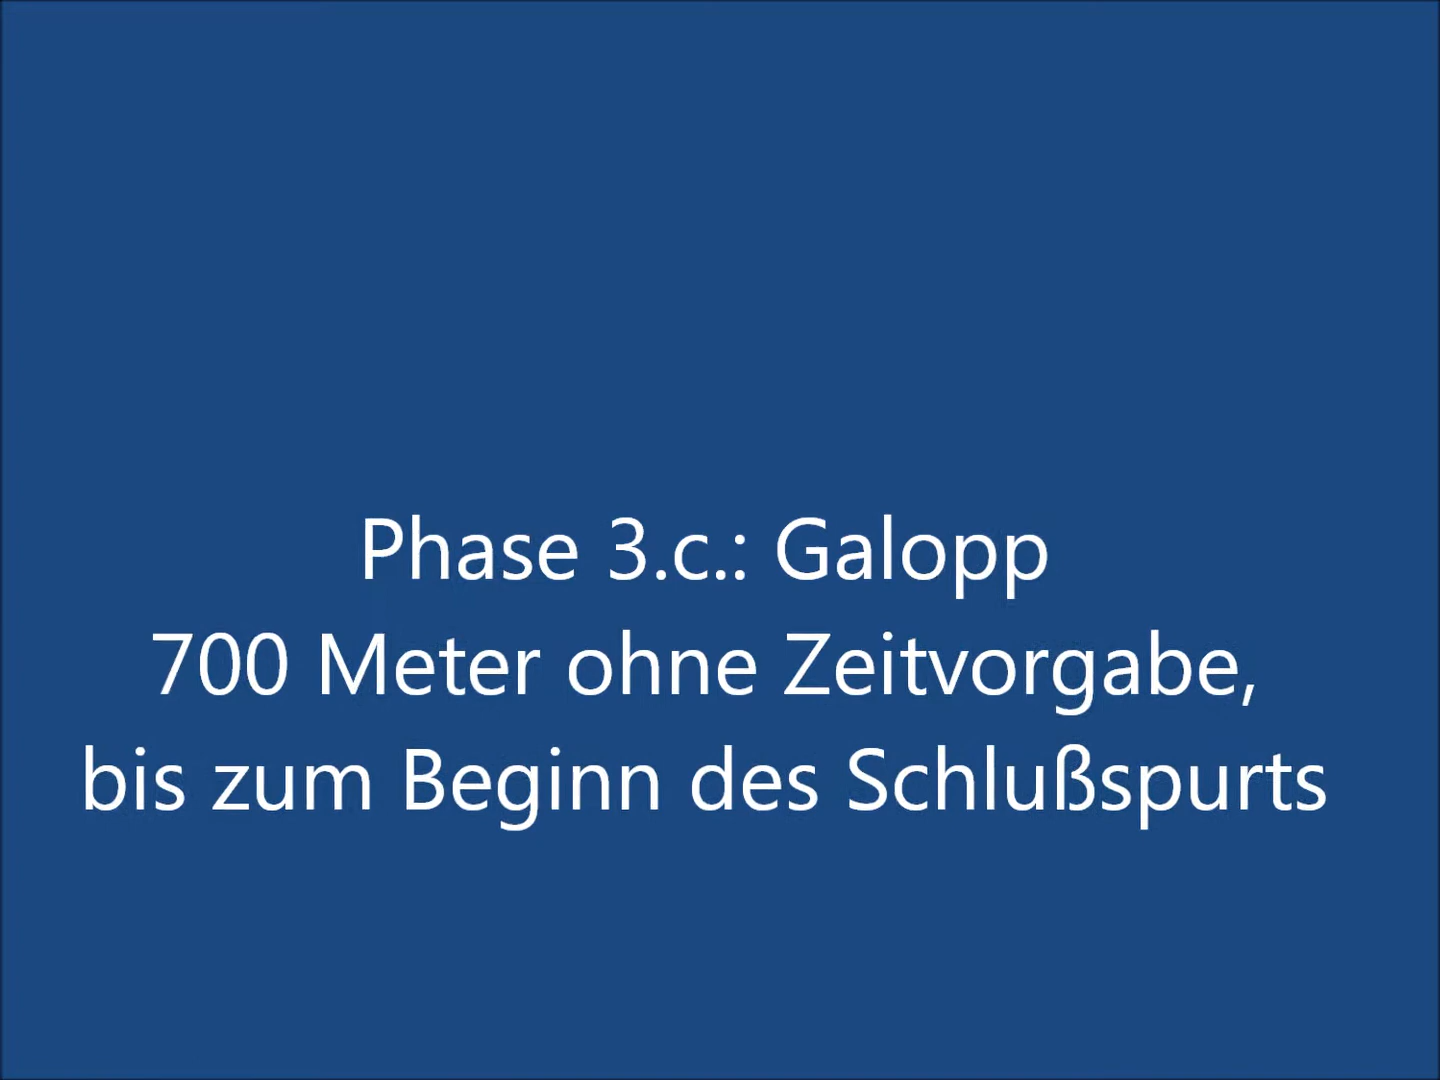 Phase 3.c.: Galopp
700 Meter ohne Zeitvorgabe,
bis zum Beginn des Schlußspurts